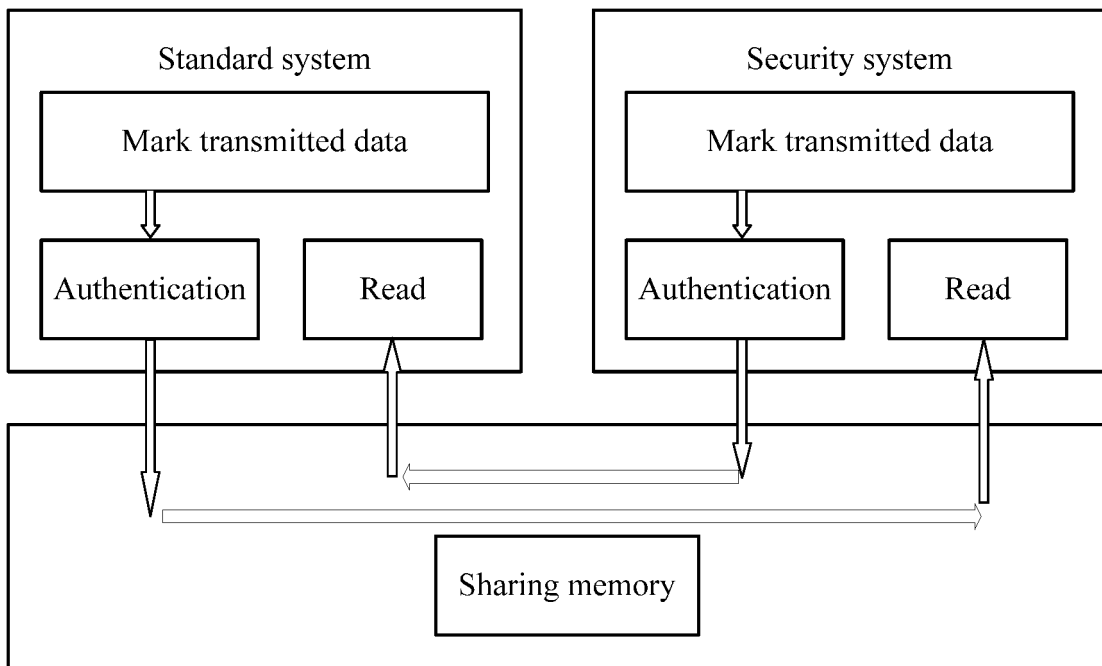 Standard system
Mark transmitted data
Authentication
Read
Security system
Mark transmitted data
Authentication
Read
Sharing memory